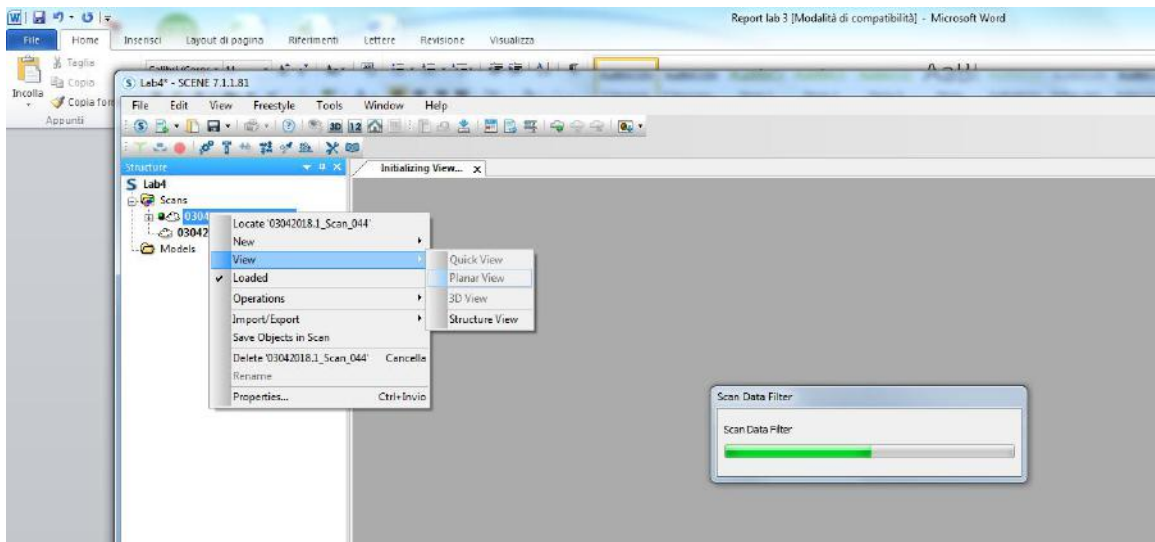 Report lab 3 [Modalità di compatibilità] - Microsoft Word
File Home Inserisci Layout di pagina Riferimenti Lettere Revisione Visualizza
Taglia
Copia
Incolla
Copia for
Appunti
Lab4* - SCENE 7.1.1.81
File Edit View Freestyle Tools Window Help
Structure
Initializing View...
Lab4
Scans
0304
03042
Models
Locate '03042018.1_Scan_044'
New
View
Loaded
Operations
Import/Export
Save Objects in Scan
Delete '03042018.1_Scan_044' Cancella
Rename
Properties... Ctrl+Invio
Quick View
Planar View
3D View
Structure View
Scan Data Filter
Scan Data Filter